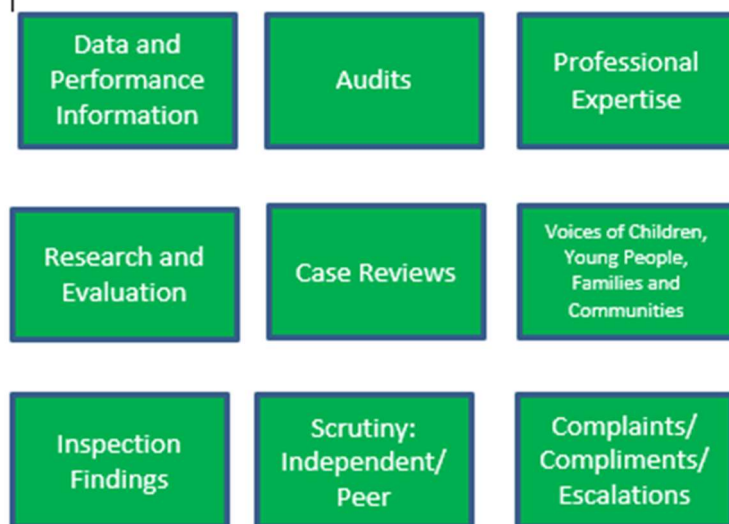 Data and
Performance
Information
Audits
Professional
Expertise
Research and
Evaluation
Case Reviews
Voices of Children,
Young People,
Families and
Communities
Inspection
Findings
Scrutiny:
Independent/
Peer
Complaints/
Compliments/
Escalations